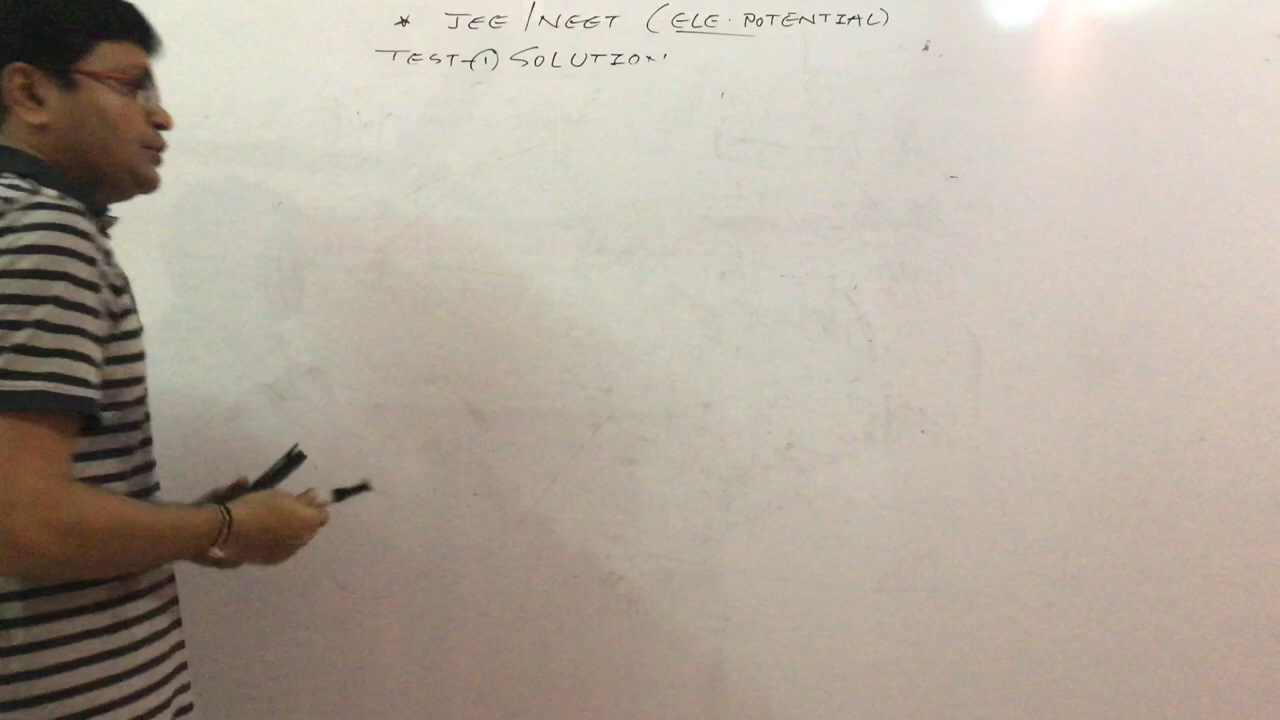 * JEE/NEET (ELE. POTENTIAL)
TEST-(1) SOLUTION